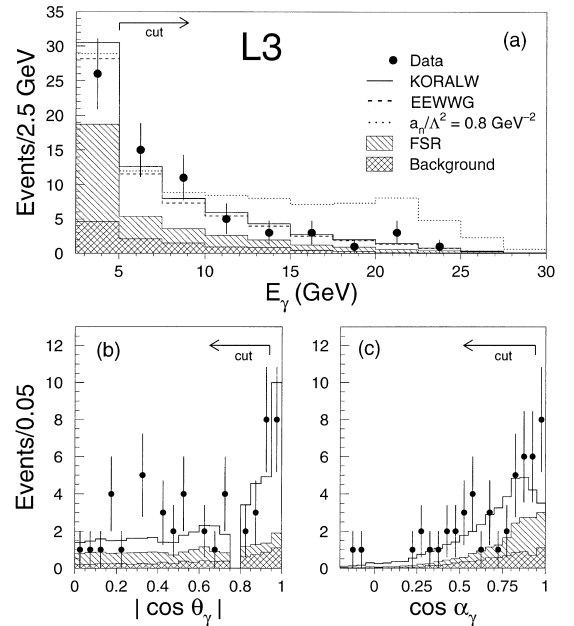 35
30
25
20
15
10
5
0
Events/2.5 GeV
cut
L3
(a)
Data
KORALW
EEWWG
aₙ/Λ² = 0.8 GeV⁻²
FSR
Background
5 10 15 20 25 30
E_γ (GeV)
12
10
8
6
4
2
0
Events/0.05
(b)
cut
0 0.2 0.4 0.6 0.8 1
| cos θ_γ |
12
10
8
6
4
2
0
(c)
cut
0 0.25 0.5 0.75 1
cos α_γ